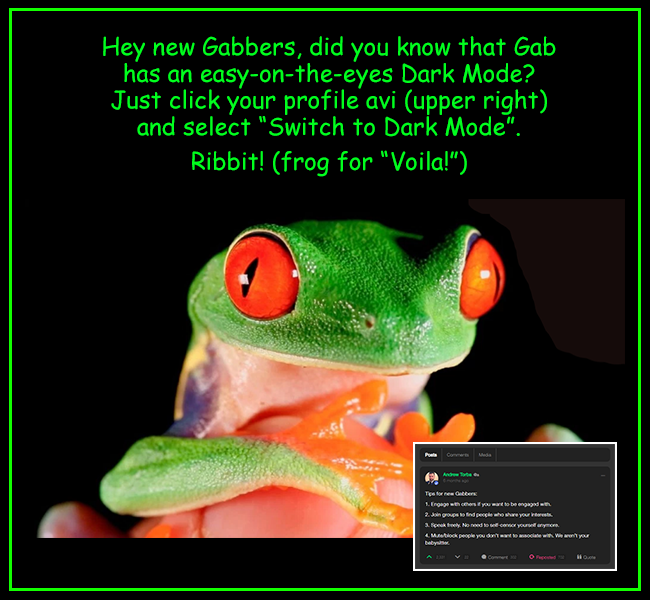 Hey new Gabbers, did you know that Gab
has an easy-on-the-eyes Dark Mode?
Just click your profile avi (upper right)
and select “Switch to Dark Mode”.
Ribbit! (frog for “Voila!”)
Posts Comments Media
Andrew Torba
Tips for new Gabbers:
1. Engage with others if you want to be engaged with.
2. Join groups to find people who share your interests.
3. Speak freely. No need to self-censor yourself anymore.
4. Mute/block people you don't want to associate with. We aren't your
babysitter.
Comment Reposted Quote